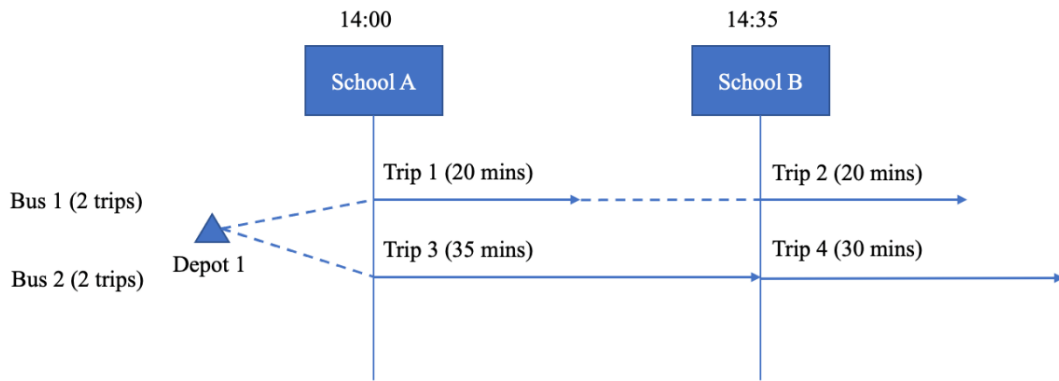 14:00
14:35
School A
School B
Trip 1 (20 mins)
Trip 2 (20 mins)
Bus 1 (2 trips)
Trip 3 (35 mins)
Trip 4 (30 mins)
Depot 1
Bus 2 (2 trips)